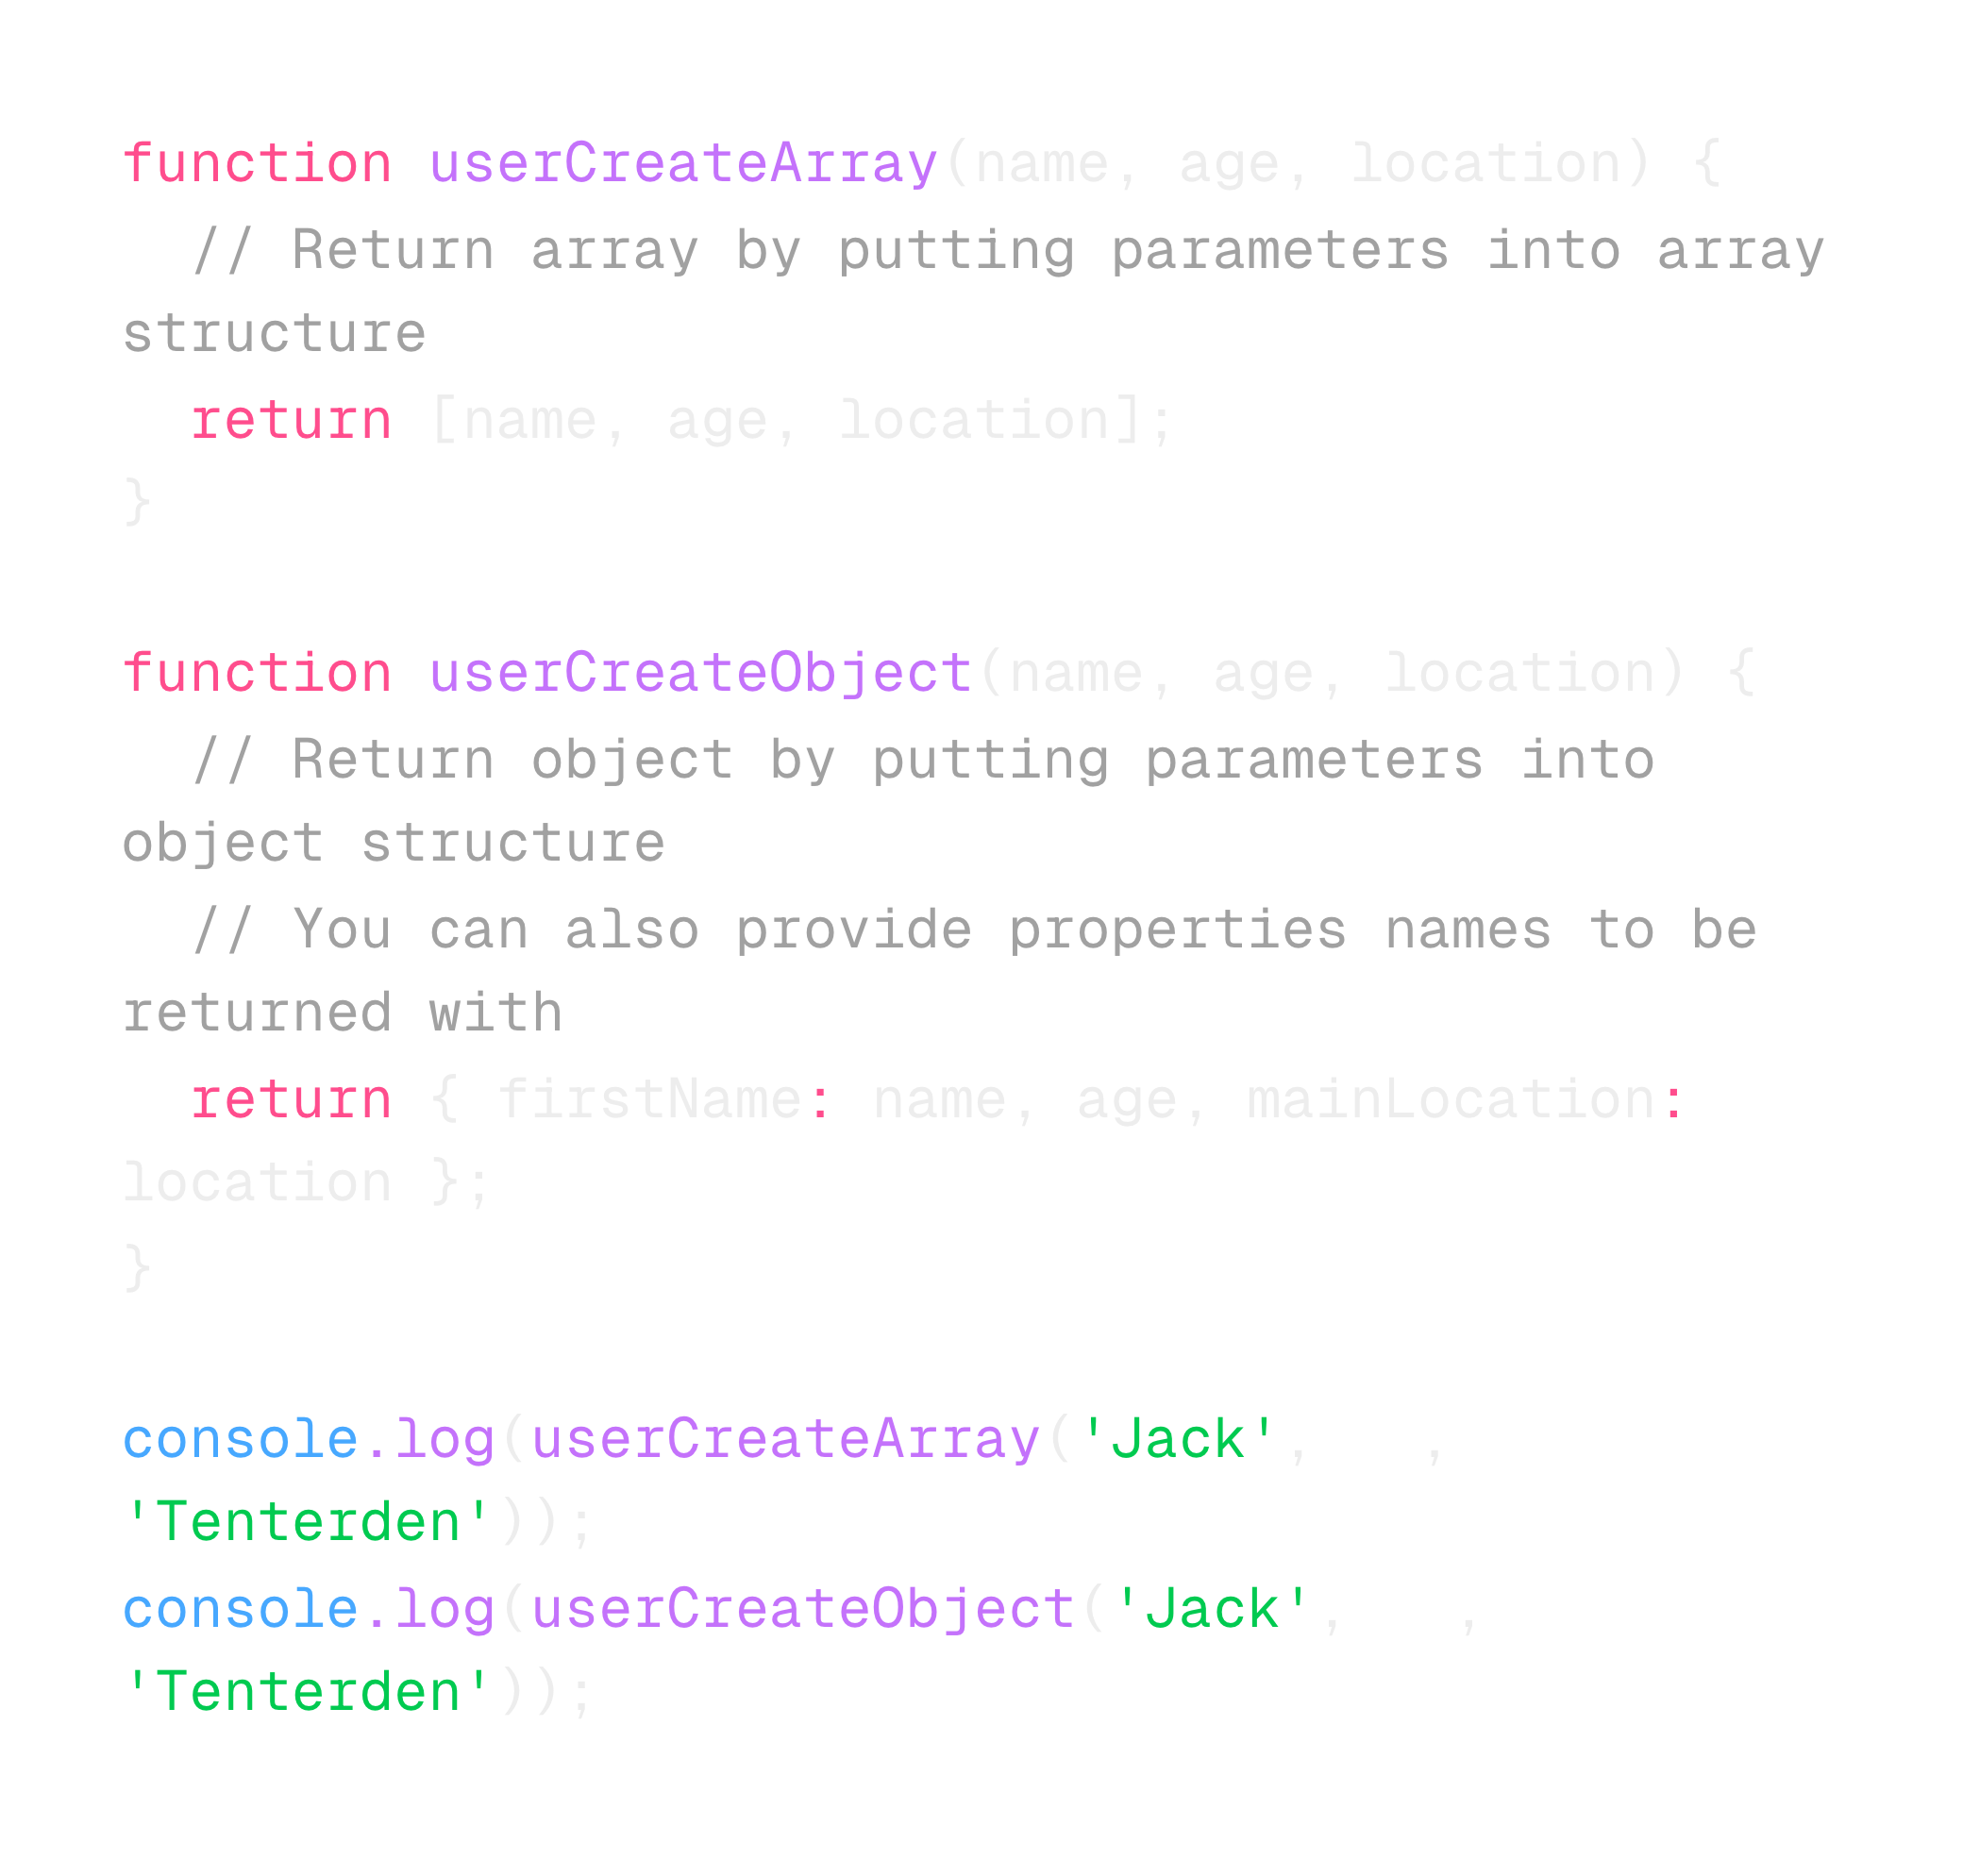 function userCreateArray(name, age, location) {
  // Return array by putting parameters into array
structure
  return [name, age, location];
}

function userCreateObject(name, age, location) {
  // Return object by putting parameters into
object structure
  // You can also provide properties names to be
returned with
  return { firstName: name, age, mainLocation:
location };
}

console.log(userCreateArray('Jack',   ,
'Tenterden'));
console.log(userCreateObject('Jack',   ,
'Tenterden'));